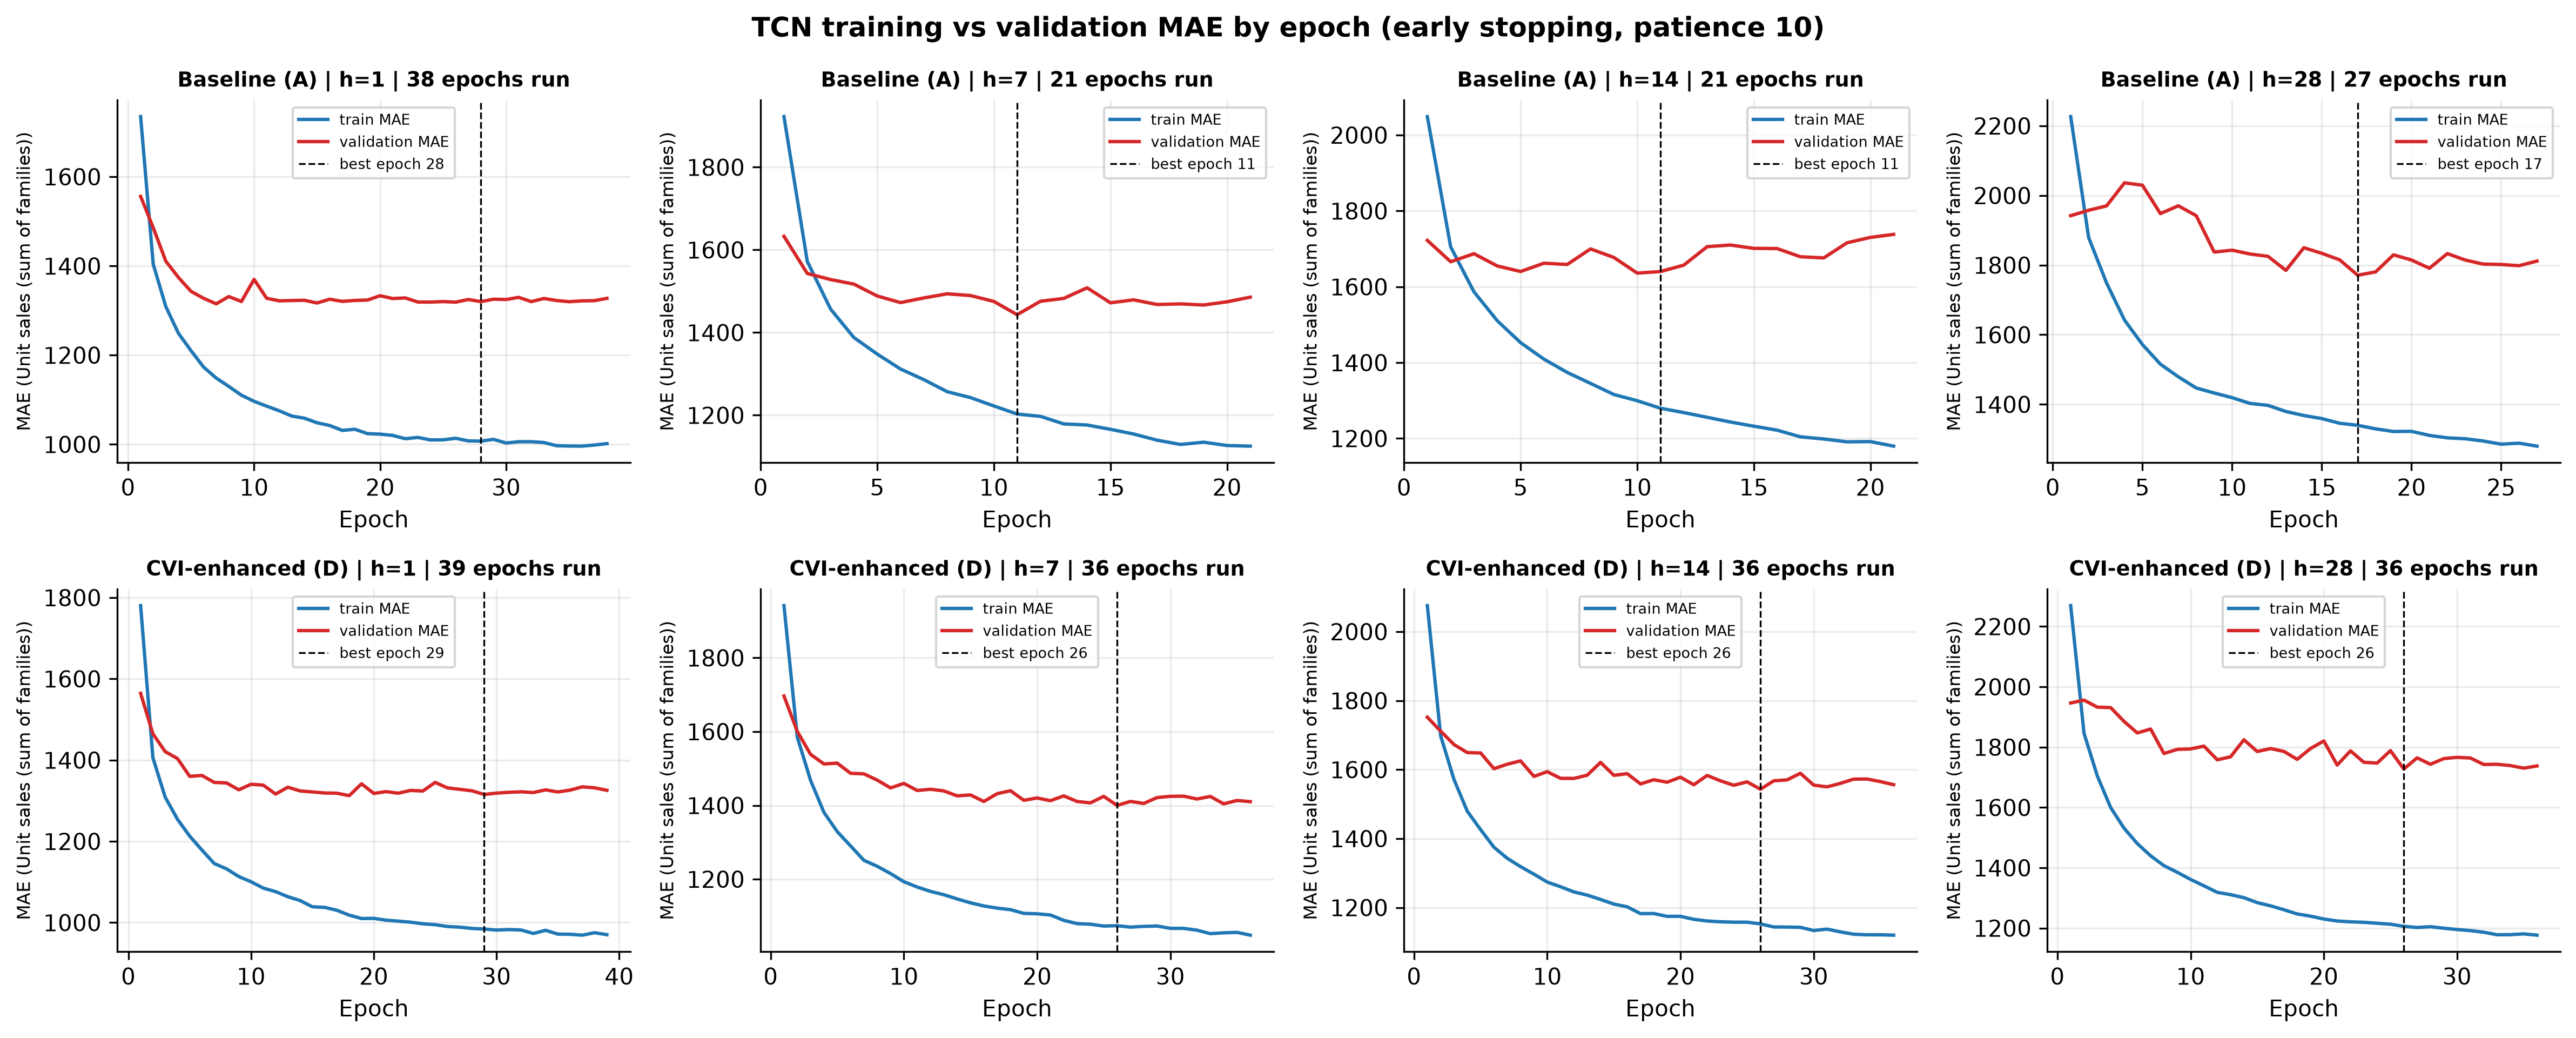 TCN training vs validation MAE by epoch (early stopping, patience 10)
Baseline (A) | h=1 | 38 epochs run
MAE (Unit sales (sum of families))
1600
1400
1200
1000
train MAE
validation MAE
best epoch 28
0 10 20 30
Epoch
Baseline (A) | h=7 | 21 epochs run
MAE (Unit sales (sum of families))
1800
1600
1400
1200
train MAE
validation MAE
best epoch 11
0 5 10 15 20
Epoch
Baseline (A) | h=14 | 21 epochs run
MAE (Unit sales (sum of families))
2000
1800
1600
1400
1200
train MAE
validation MAE
best epoch 11
0 5 10 15 20
Epoch
Baseline (A) | h=28 | 27 epochs run
MAE (Unit sales (sum of families))
2200
2000
1800
1600
1400
train MAE
validation MAE
best epoch 17
0 5 10 15 20 25
Epoch
CVI-enhanced (D) | h=1 | 39 epochs run
MAE (Unit sales (sum of families))
1800
1600
1400
1200
1000
train MAE
validation MAE
best epoch 29
0 10 20 30 40
Epoch
CVI-enhanced (D) | h=7 | 36 epochs run
MAE (Unit sales (sum of families))
1800
1600
1400
1200
train MAE
validation MAE
best epoch 26
0 10 20 30
Epoch
CVI-enhanced (D) | h=14 | 36 epochs run
MAE (Unit sales (sum of families))
2000
1800
1600
1400
1200
train MAE
validation MAE
best epoch 26
0 10 20 30
Epoch
CVI-enhanced (D) | h=28 | 36 epochs run
MAE (Unit sales (sum of families))
2200
2000
1800
1600
1400
1200
train MAE
validation MAE
best epoch 26
0 10 20 30
Epoch